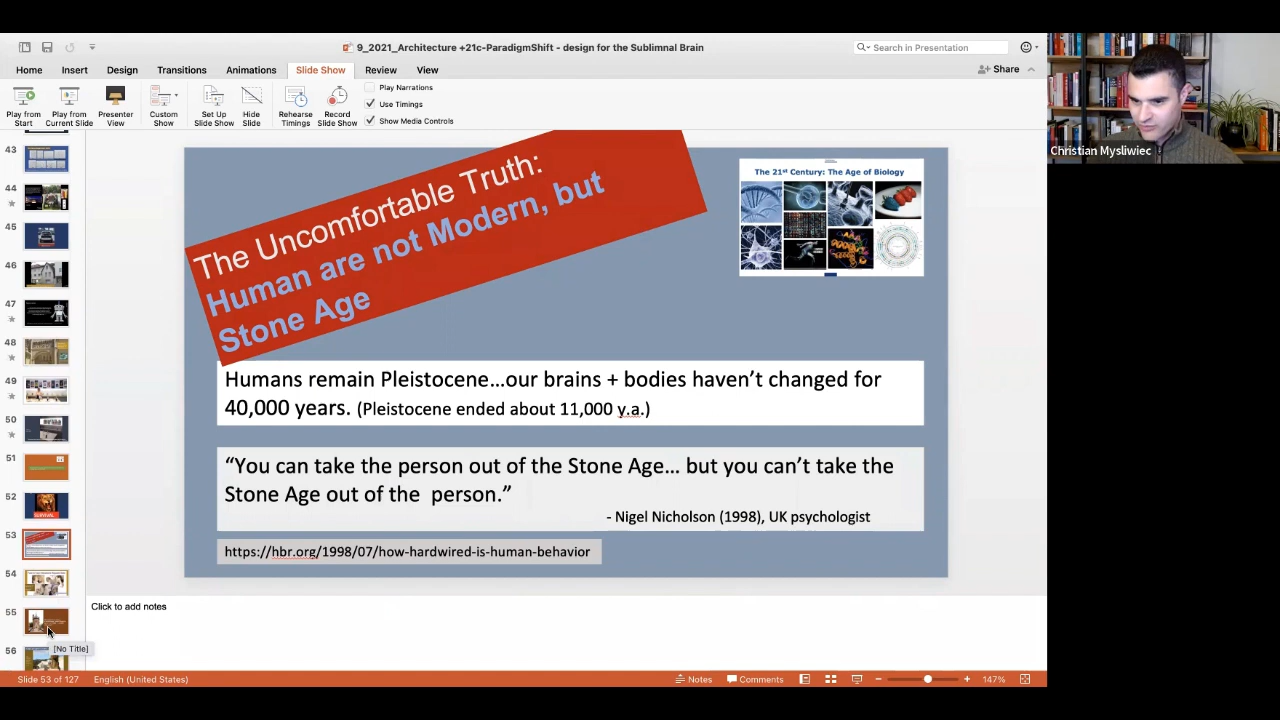 9_2021_Architecture +21c-ParadigmShift - design for the Sublimnal Brain
Search in Presentation
Home Insert Design Transitions Animations Slide Show Review View
Share
Play from Start
Play from Current Slide
Presenter View
Custom Show
Set Up Slide Show
Hide Slide
Rehearse Timings
Record Slide Show
Play Narrations
Use Timings
Show Media Controls
Christian Mysliwiec
43
44
45
46
47
48
49
50
51
52
53
54
55
56
[No Title]
The Uncomfortable Truth:
Human are not Modern, but
Stone Age
The 21st Century: The Age of Biology
Humans remain Pleistocene…our brains + bodies haven’t changed for
40,000 years. (Pleistocene ended about 11,000 y.a.)
“You can take the person out of the Stone Age… but you can’t take the
Stone Age out of the person.”
- Nigel Nicholson (1998), UK psychologist
https://hbr.org/1998/07/how-hardwired-is-human-behavior
Click to add notes
Slide 53 of 127 English (United States)
Notes Comments 147%